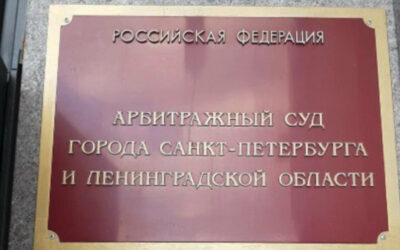 РОССИЙСКАЯ ФЕДЕРАЦИЯ
АРБИТРАЖНЫЙ СУД
ГОРОДА САНКТ-ПЕТЕРБУРГА
И ЛЕНИНГРАДСКОЙ ОБЛАСТИ